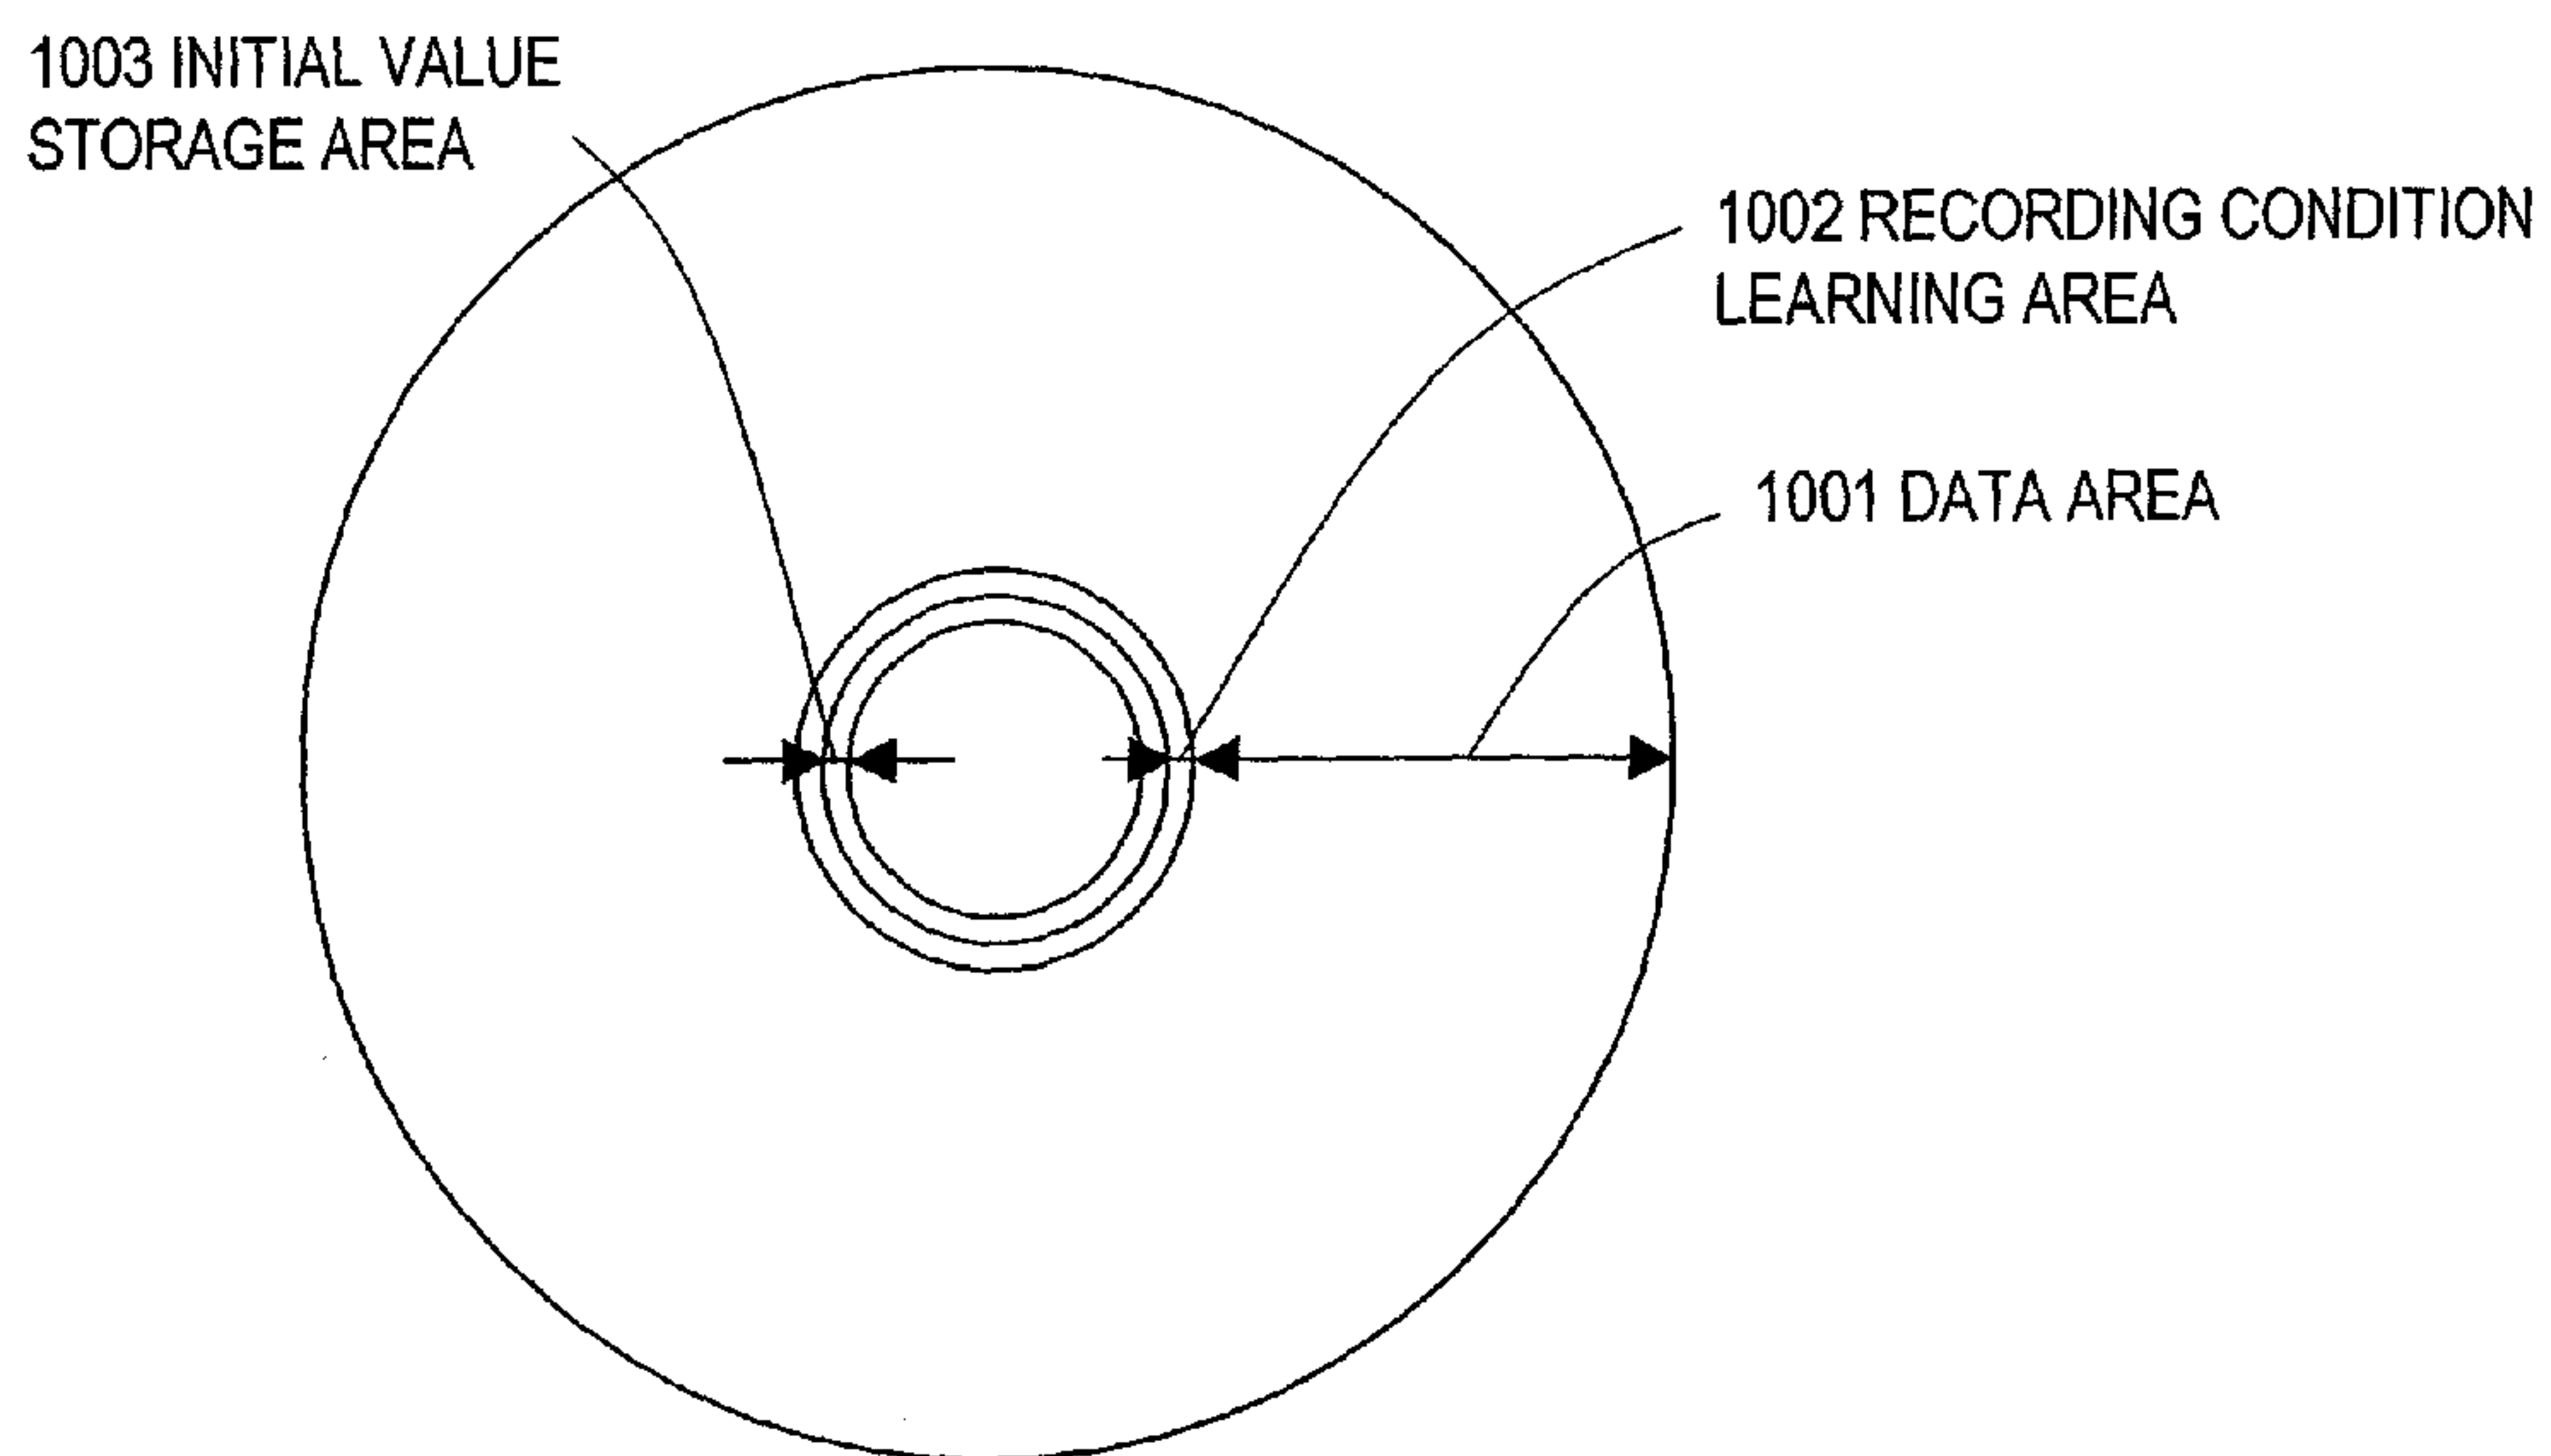 1003 INITIAL VALUE
STORAGE AREA
1002 RECORDING CONDITION
LEARNING AREA
1001 DATA AREA